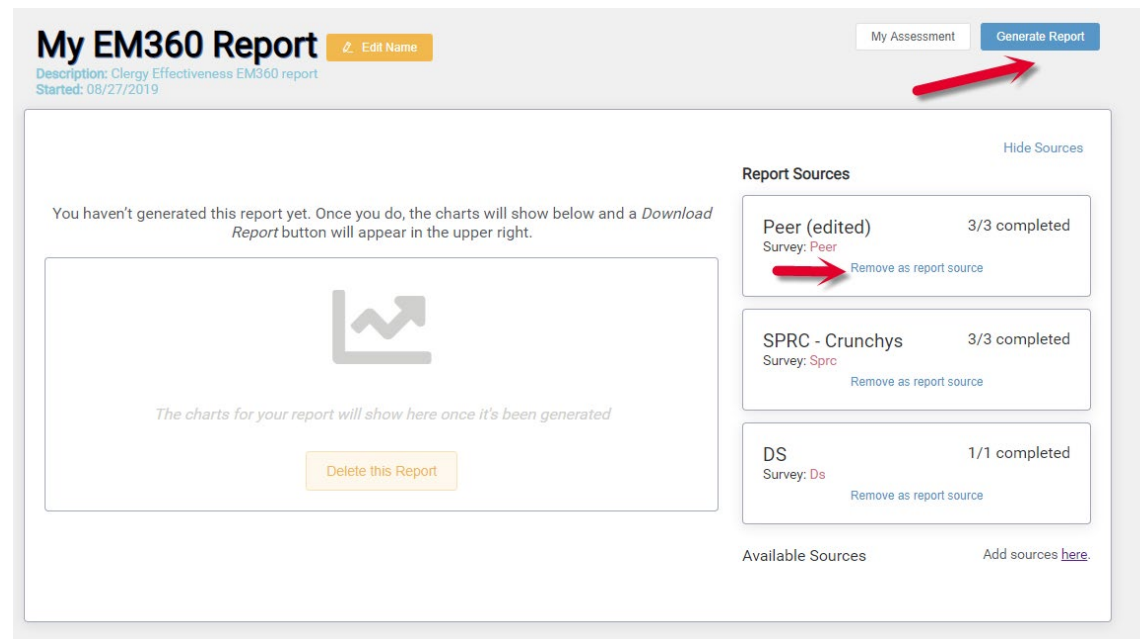 My EM360 Report
Edit Name
My Assessment
Generate Report
Description: Clergy Effectiveness EM360 report
Started: 08/27/2019
Hide Sources
Report Sources
You haven't generated this report yet. Once you do, the charts will show below and a Download
Report button will appear in the upper right.
The charts for your report will show here once it's been generated
Delete this Report
Peer (edited)
3/3 completed
Survey: Peer
Remove as report source
SPRC - Crunchys
3/3 completed
Survey: Sprc
Remove as report source
DS
1/1 completed
Survey: Ds
Remove as report source
Available Sources
Add sources here.